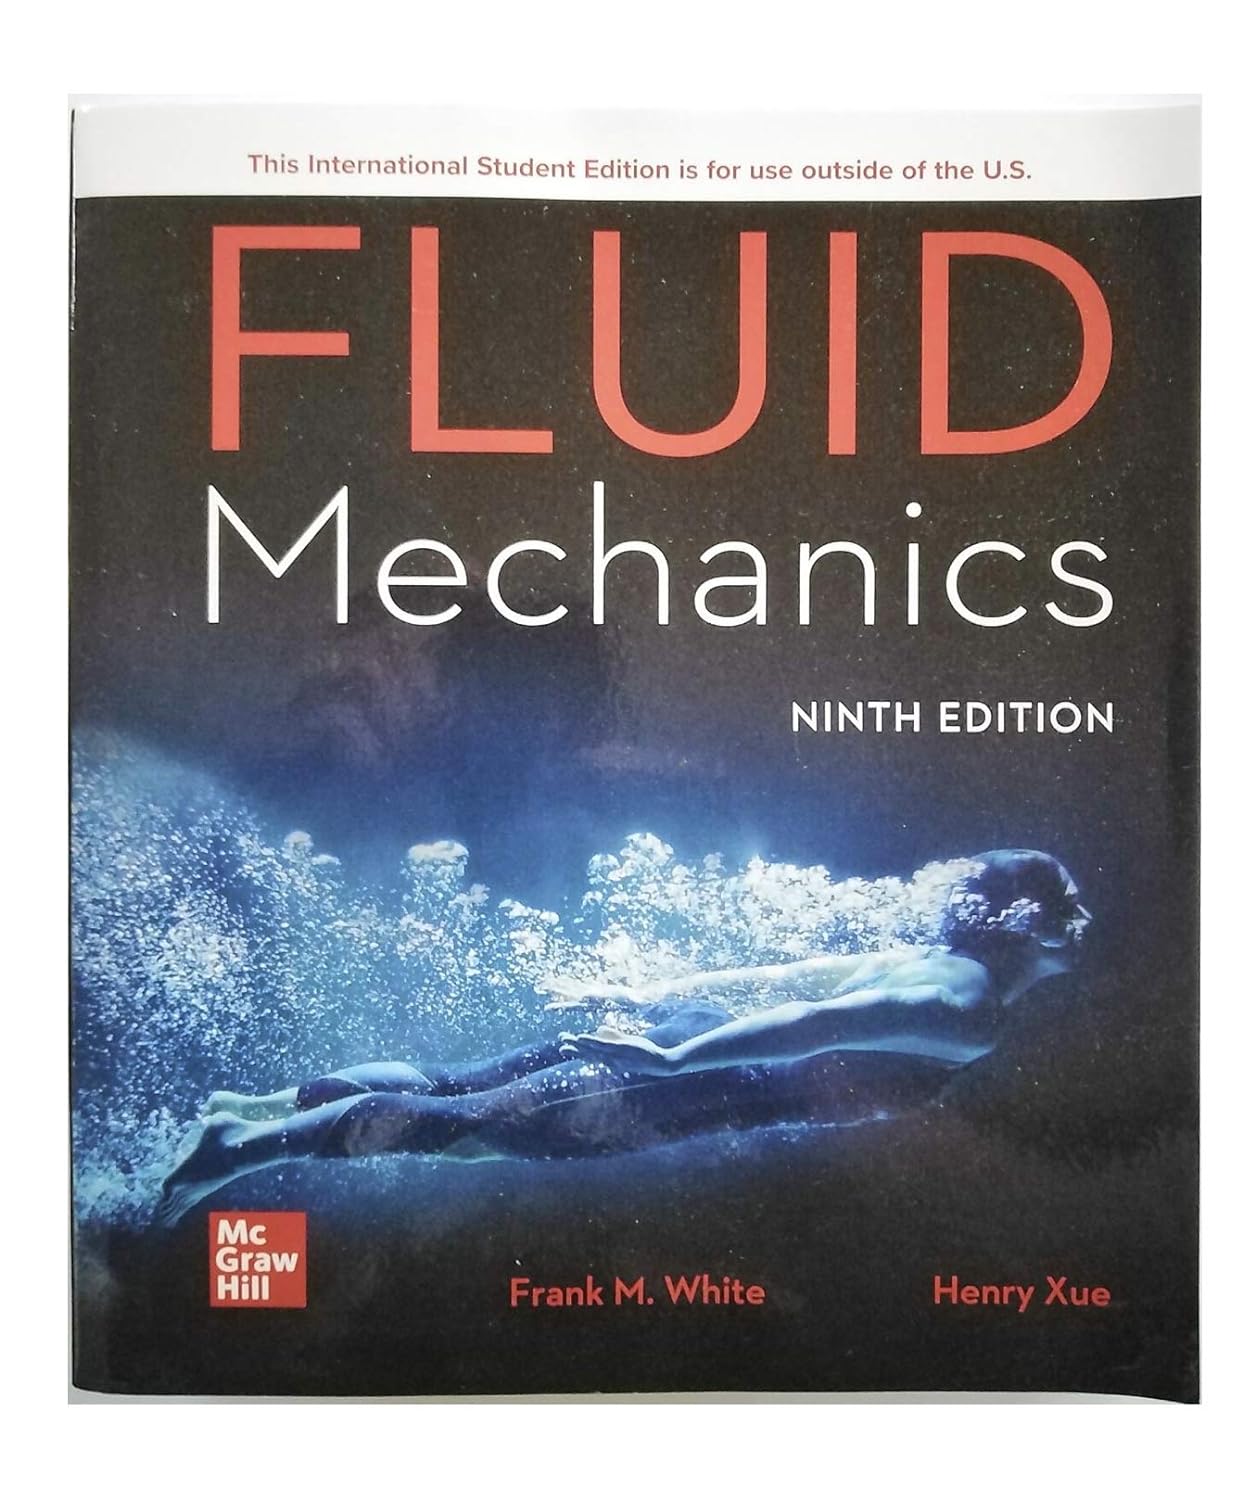 This International Student Edition is for use outside of the U.S.
FLUID
Mechanics
NINTH EDITION
Mc
Graw
Hill
Frank M. White
Henry Xue